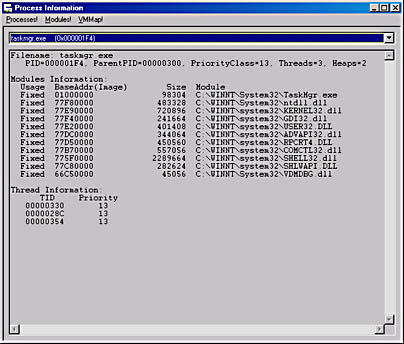 Process Information
Processes! Modules! VMMap!
taskmgr.exe (0x000001F4)
Filename: taskmgr.exe
PID=000001F4, ParentPID=00000300, PriorityClass=13, Threads=3, Heaps=2
Modules Information:
Usage BaseAddr(Image) Size Module
Fixed 01000000 98304 C:\WINNT\System32\TaskMgr.exe
Fixed 77F80000 483328 C:\WINNT\System32\ntdll.dll
Fixed 77E90000 720896 C:\WINNT\system32\KERNEL32.dll
Fixed 77F40000 241664 C:\WINNT\system32\GDI32.dll
Fixed 77E20000 401408 C:\WINNT\system32\USER32.DLL
Fixed 77DC0000 344064 C:\WINNT\system32\ADVAPI32.dll
Fixed 77D50000 450560 C:\WINNT\system32\RPCRT4.DLL
Fixed 77B70000 557056 C:\WINNT\system32\COMCTL32.dll
Fixed 775F0000 2289664 C:\WINNT\system32\SHELL32.dll
Fixed 77C80000 282624 C:\WINNT\system32\SHLWAPI.DLL
Fixed 66C50000 45056 C:\WINNT\System32\VDMDBG.dll
Thread Information:
TID Priority
00000330 13
0000028C 13
00000354 13